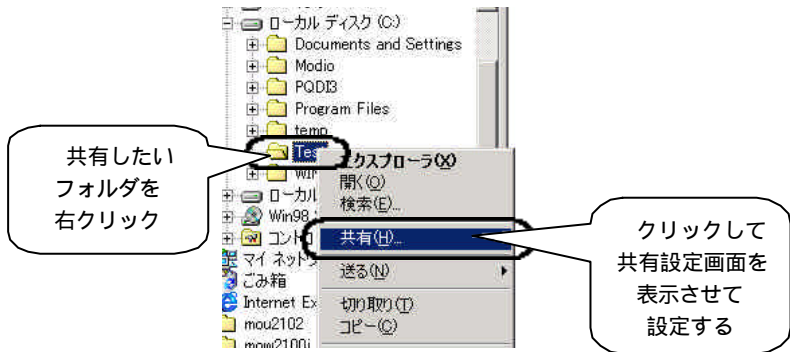 ローカル ディスク (C:)
Documents and Settings
Modio
PQDI3
Program Files
temp
共有したい
フォルダを
右クリック
Tes
エクスプローラ(X)
開く(O)
検索(E)...
共有(H)...
送る(N)
切り取り(T)
コピー(C)
WIN
ローカル
Win98
コントロ
マイ ネットワ
ごみ箱
Internet Ex
mou2102
クリックして
共有設定画面を
表示させて
設定する